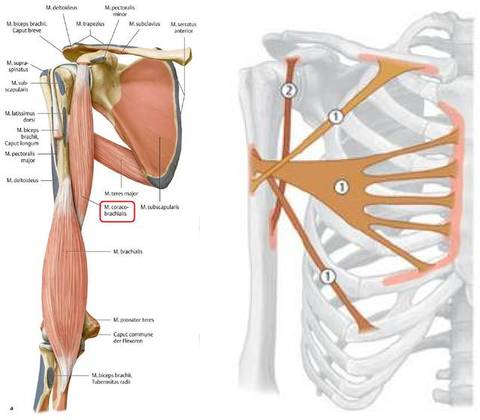 M. deltoideus
M. pectoralis
minor
M. trapezius
M. subclavius
M. biceps brachii,
Caput breve
M. serratus
anterior
M. supra-
spinatus
M. sub-
scapularis
M. latissimus
dorsi
M. biceps
brachii,
Caput longum
M. pectoralis
major
M. deltoideus
M. teres major
M. coraco-
brachialis
M. subscapularis
M. brachialis
M. pronator teres
Caput commune
der Flexoren
M. biceps brachii,
Tuberositas radii
a
2
1
1
1